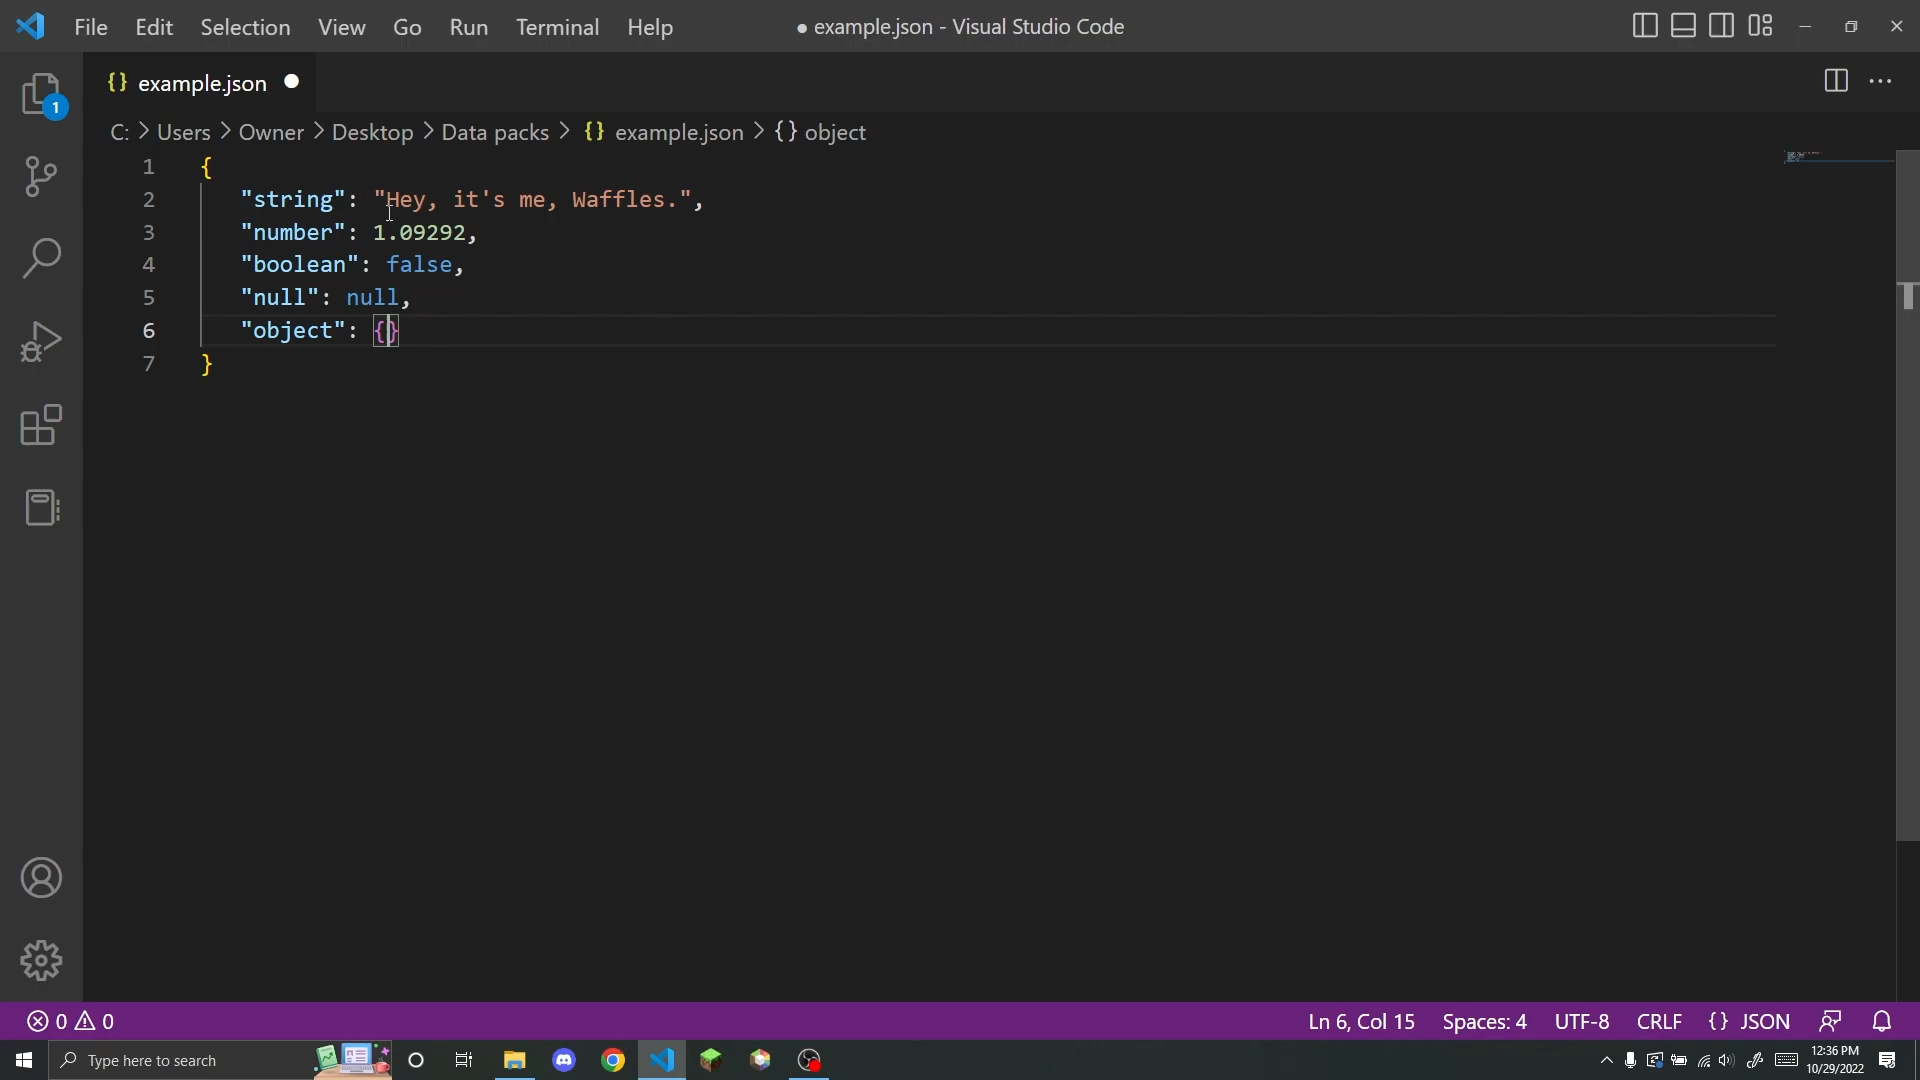 File Edit Selection View Go Run Terminal Help ● example.json - Visual Studio Code
1
{} example.json ●
C: > Users > Owner > Desktop > Data packs > {} example.json > {} object
1 {
2 "string": "Hey, it's me, Waffles.",
3 "number": 1.09292,
4 "boolean": false,
5 "null": null,
6 "object": {}
7 }
0 0 Ln 6, Col 15 Spaces: 4 UTF-8 CRLF {} JSON
Type here to search 12:36 PM
10/29/2022